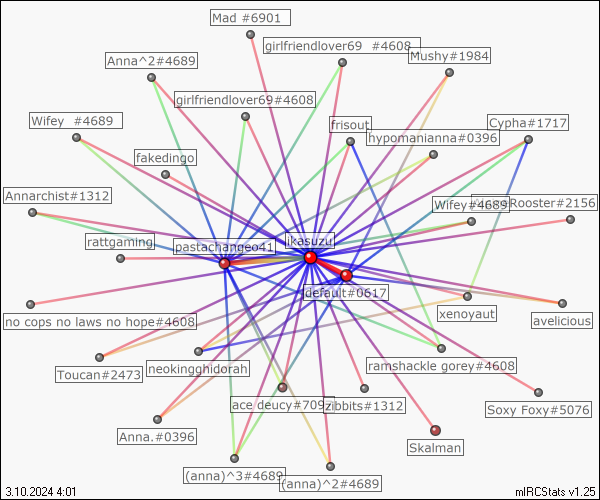 Mad #6901
girlfriendlover69 #4608
Mushy#1984
Anna^2#4689
girlfriendlover69#4608
Wifey #4689
frisout
Cypha#1717
hypomanianna#0396
fakedingo
Annarchist#1312
Wifey#4689
Rooster#2156
rattgaming
pastachangeo41
ikasuzu
default#0617
no cops no laws no hope#4608
xenoyaut
avelicious
Toucan#2473
neokingghidorah
ramshackle gorey#4608
ace deucy#709
zibbits#1312
Soxy Foxy#5076
Anna.#0396
Skalman
(anna)^3#4689
(anna)^2#4689
3.10.2024 4:01
mIRCStats v1.25